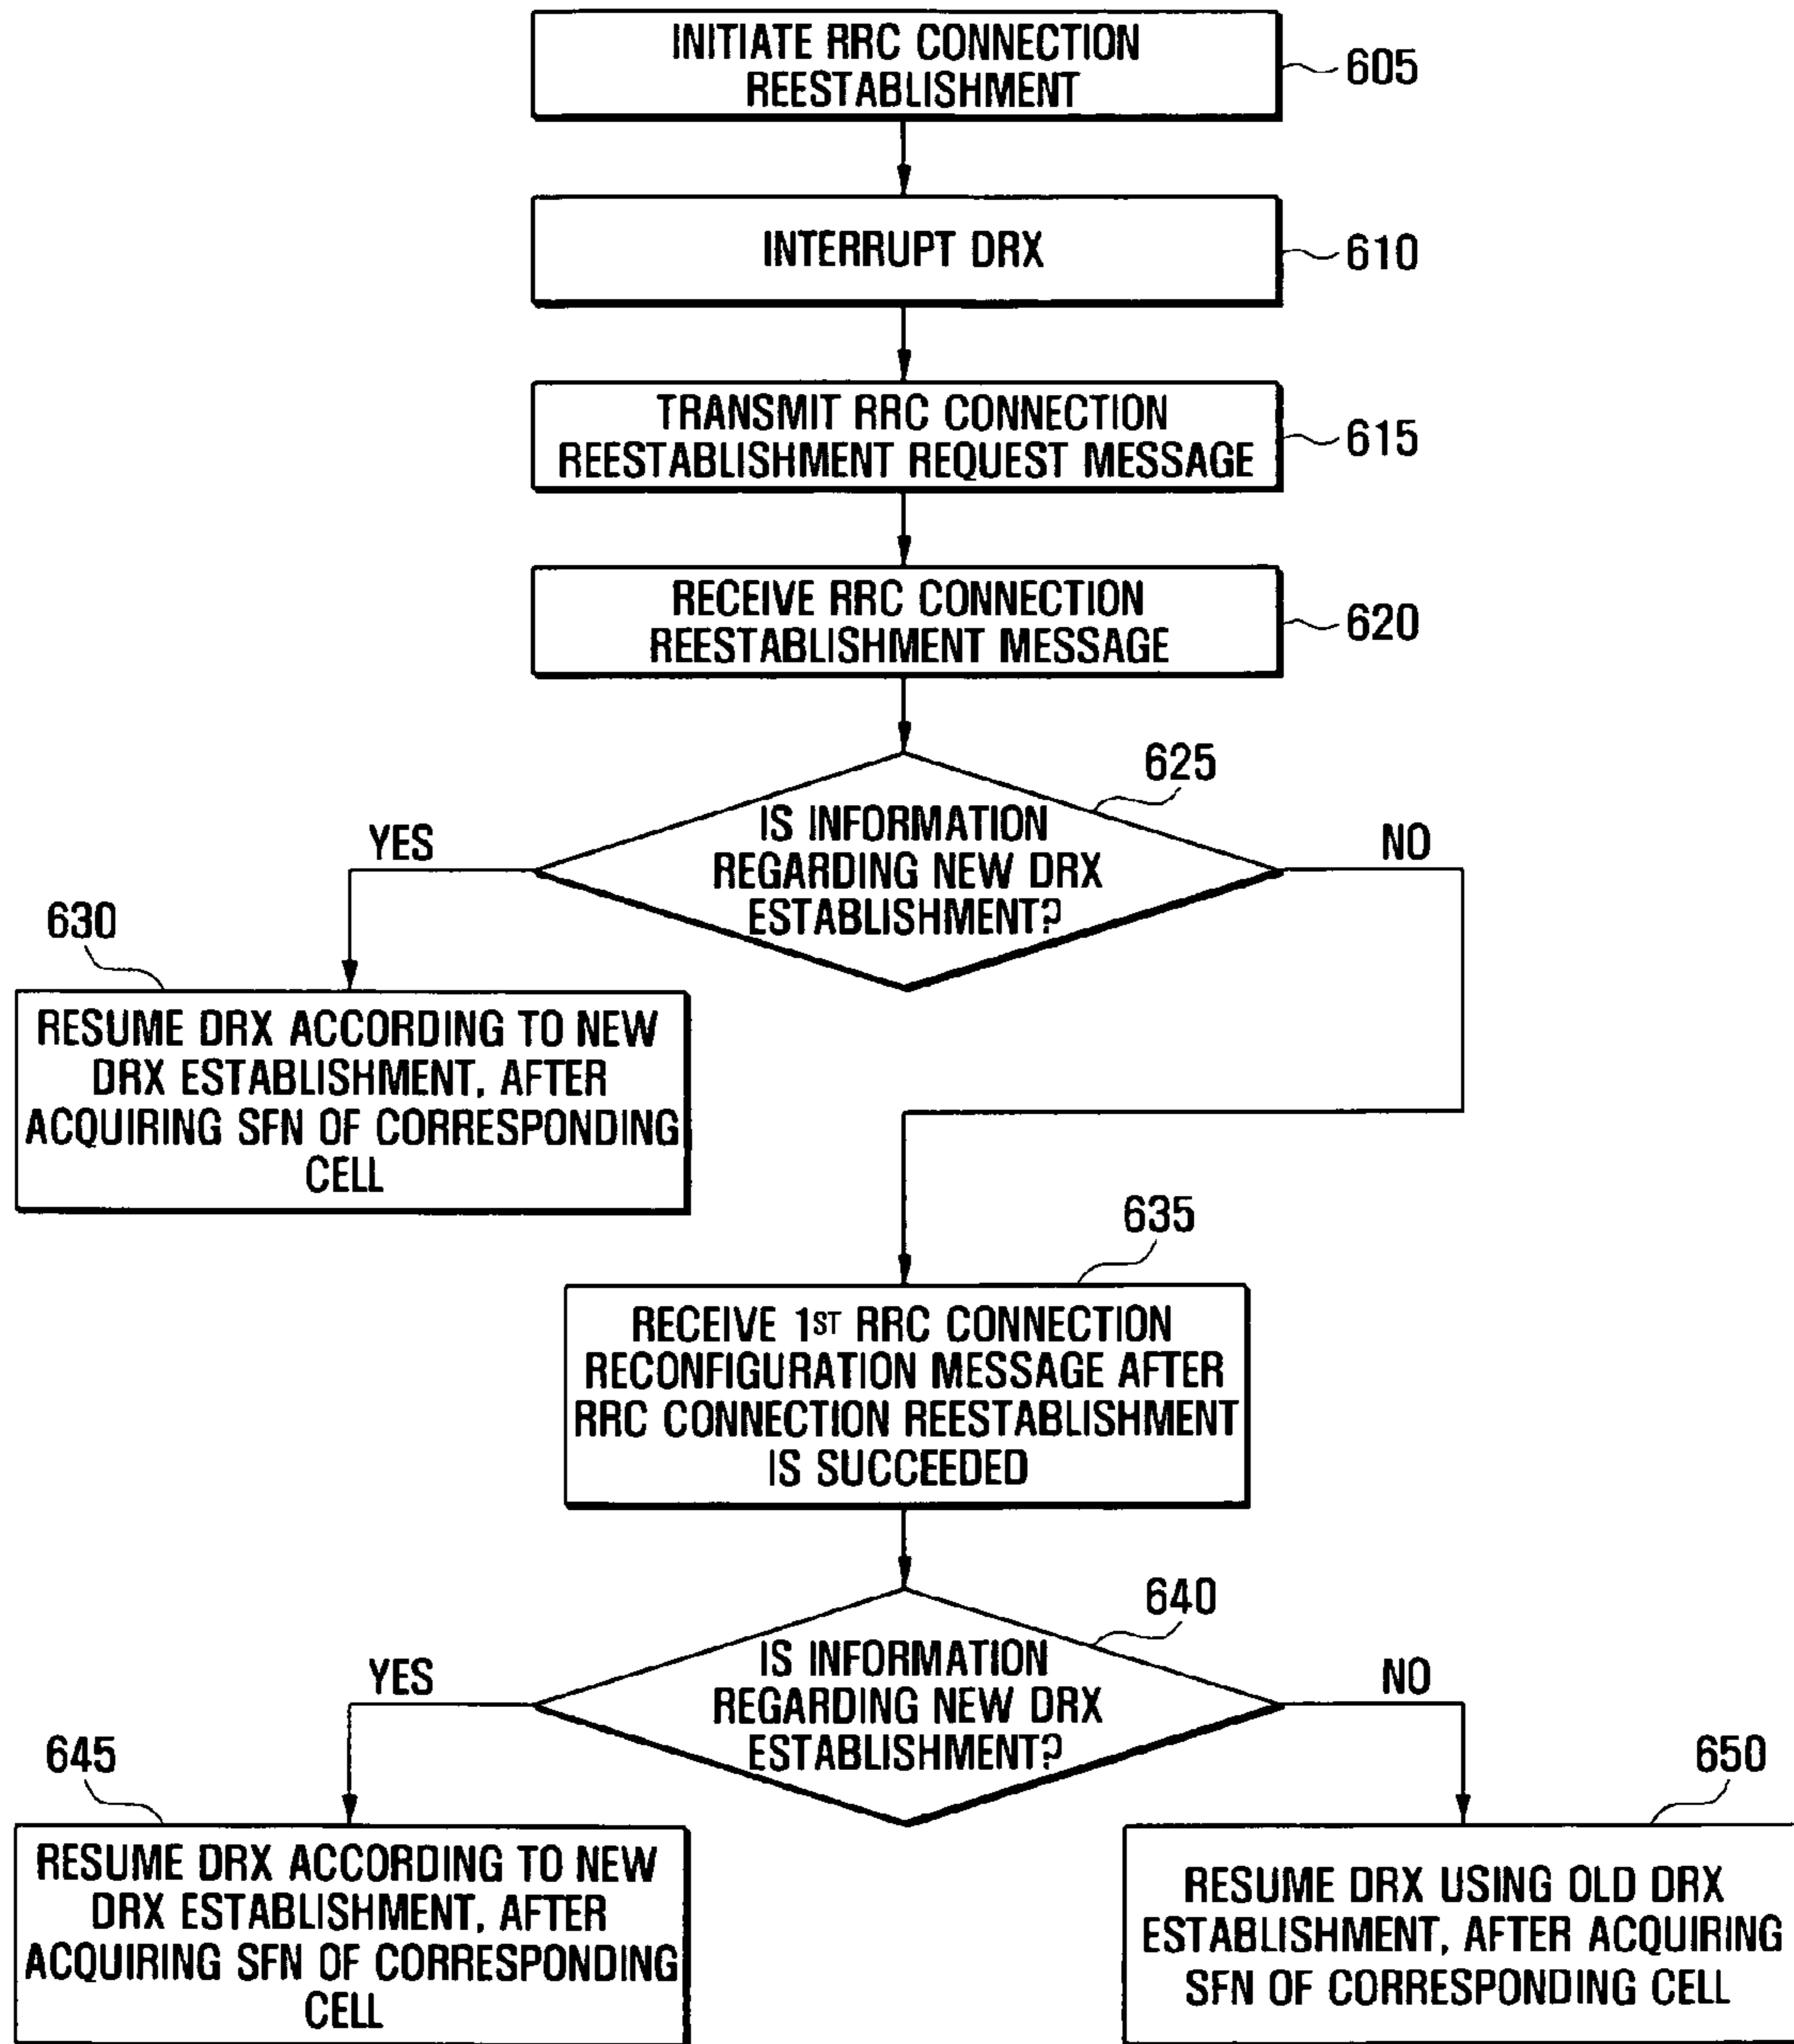 INITIATE RRC CONNECTION
REESTABLISHMENT
605
INTERRUPT DRX
610
TRANSMIT RRC CONNECTION
REESTABLISHMENT REQUEST MESSAGE
615
RECEIVE RRC CONNECTION
REESTABLISHMENT MESSAGE
620
625
IS INFORMATION
REGARDING NEW DRX
ESTABLISHMENT?
YES
NO
630
RESUME DRX ACCORDING TO NEW
DRX ESTABLISHMENT, AFTER
ACQUIRING SFN OF CORRESPONDING
CELL
635
RECEIVE 1ST RRC CONNECTION
RECONFIGURATION MESSAGE AFTER
RRC CONNECTION REESTABLISHMENT
IS SUCCEEDED
640
IS INFORMATION
REGARDING NEW DRX
ESTABLISHMENT?
YES
NO
645
RESUME DRX ACCORDING TO NEW
DRX ESTABLISHMENT, AFTER
ACQUIRING SFN OF CORRESPONDING
CELL
650
RESUME DRX USING OLD DRX
ESTABLISHMENT, AFTER ACQUIRING
SFN OF CORRESPONDING CELL